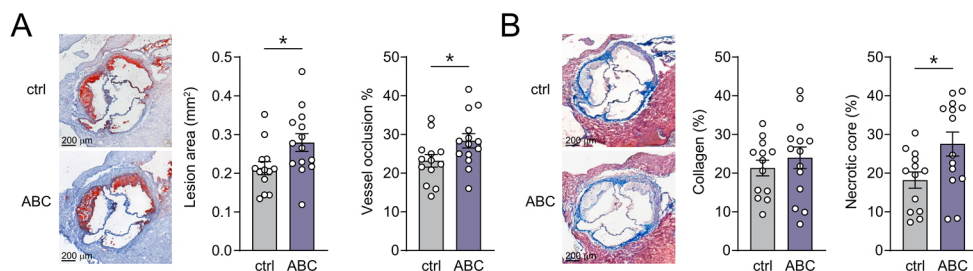 A
ctrl
200 μm
ABC
200 μm
Lesion area (mm²)
0.5
0.4
0.3
0.2
0.1
0.0
*
ctrl ABC
Vessel occlusion %
50
40
30
20
10
0
*
ctrl ABC
B
ctrl
200 μm
ABC
200 μm
Collagen (%)
50
40
30
20
10
0
ctrl ABC
Necrotic core (%)
50
40
30
20
10
0
*
ctrl ABC